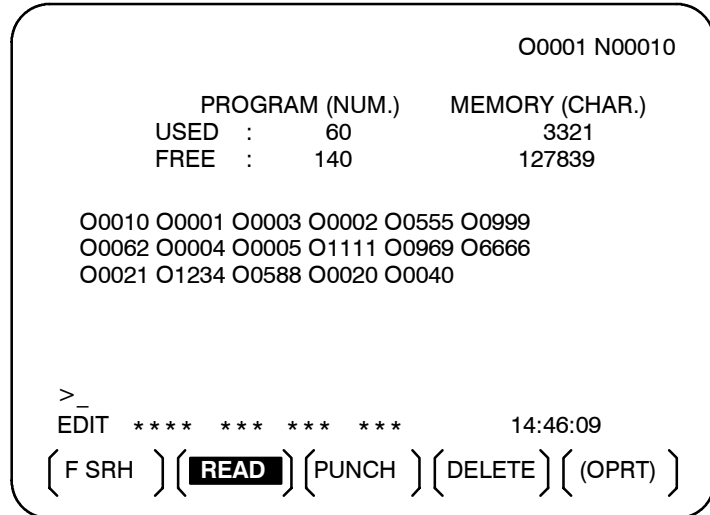 O0001 N00010
PROGRAM (NUM.) MEMORY (CHAR.)
USED : 60 3321
FREE : 140 127839
O0010 O0001 O0003 O0002 O0555 O0999
O0062 O0004 O0005 O1111 O0969 O6666
O0021 O1234 O0588 O0020 O0040
>_
EDIT **** *** *** *** 14:46:09
[F SRH] [READ] [PUNCH] [DELETE] [(OPRT)]